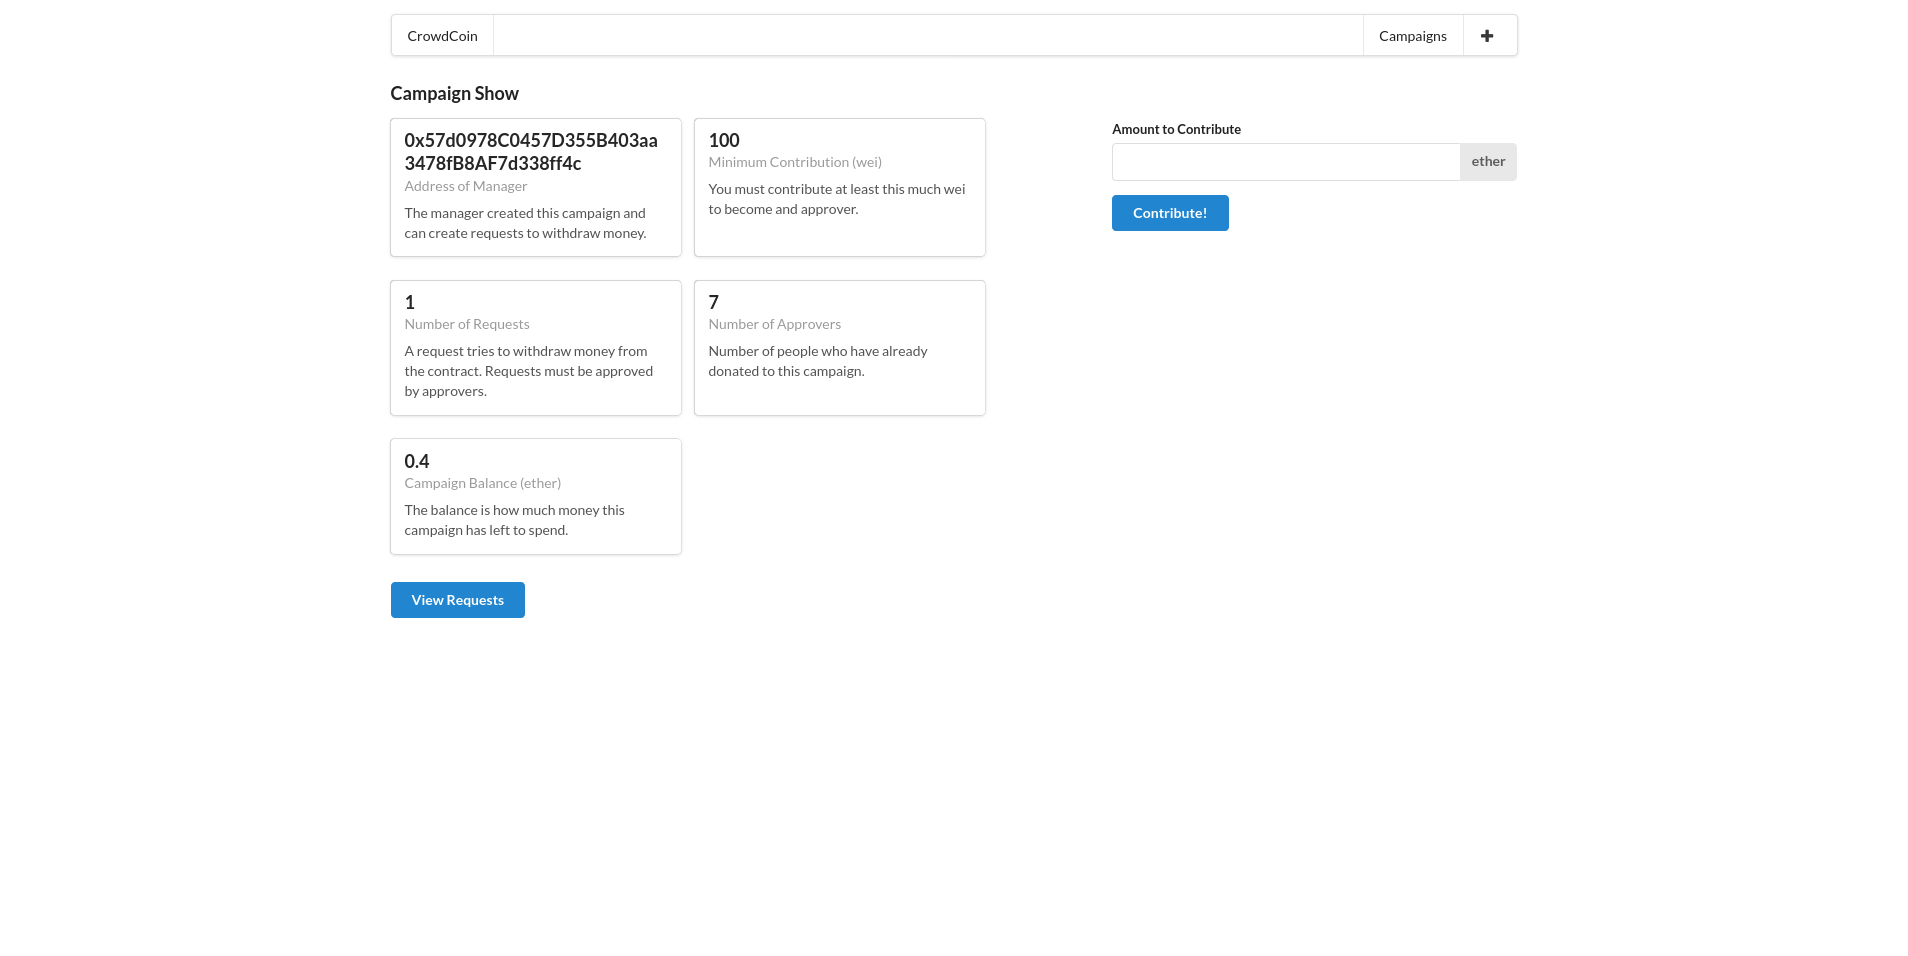 CrowdCoin
Campaigns
Campaign Show
0x57d0978C0457D355B403aa
3478fB8AF7d338ff4c
Address of Manager
The manager created this campaign and
can create requests to withdraw money.
100
Minimum Contribution (wei)
You must contribute at least this much wei
to become and approver.
1
Number of Requests
A request tries to withdraw money from
the contract. Requests must be approved
by approvers.
7
Number of Approvers
Number of people who have already
donated to this campaign.
0.4
Campaign Balance (ether)
The balance is how much money this
campaign has left to spend.
View Requests
Amount to Contribute
ether
Contribute!